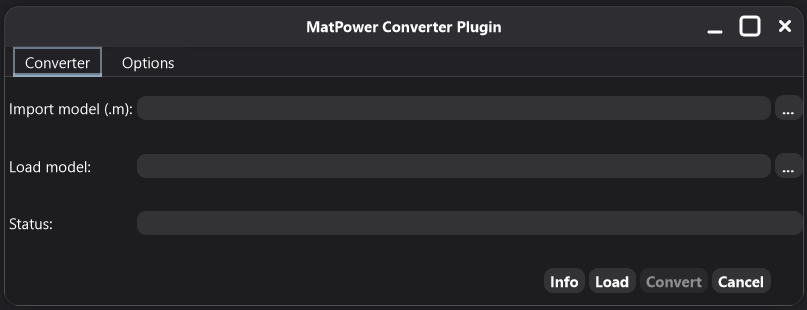 MatPower Converter Plugin
Converter Options
Import model (.m): ...
Load model: ...
Status:
Info Load Convert Cancel